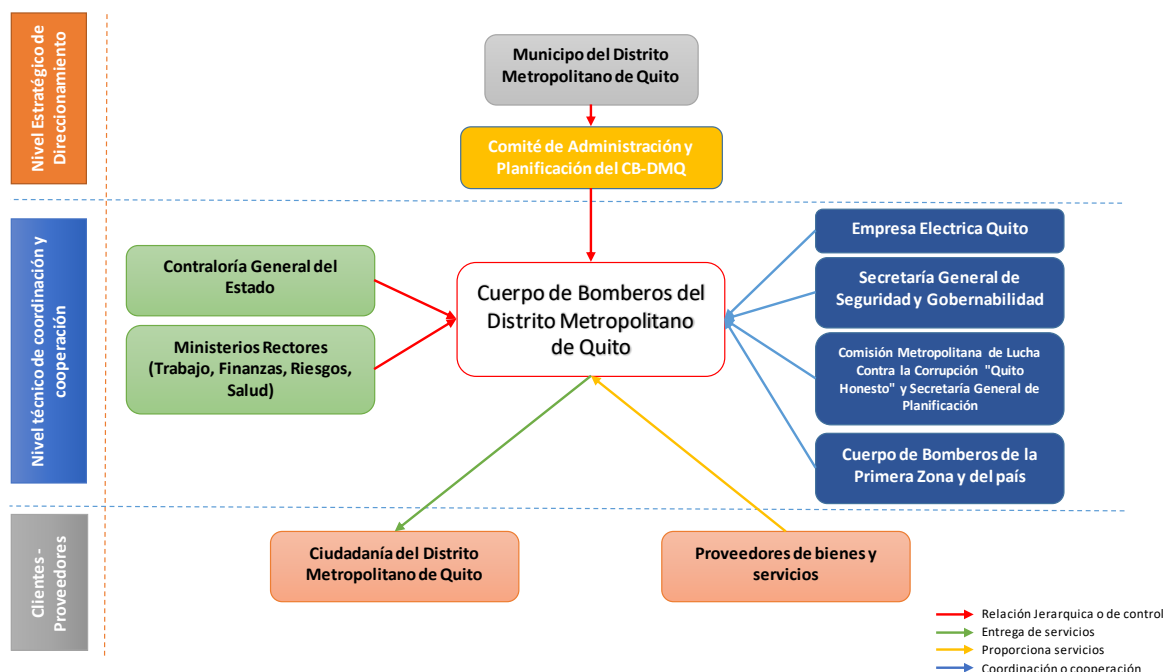 Nivel Estratégico de
Direccionamiento
Municipo del Distrito
Metropolitano de Quito
Comité de Administración y
Planificación del CB-DMQ
Nivel técnico de coordinación y
cooperación
Contraloría General del
Estado
Ministerios Rectores
(Trabajo, Finanzas, Riesgos,
Salud)
Cuerpo de Bomberos del
Distrito Metropolitano
de Quito
Empresa Electrica Quito
Secretaría General de
Seguridad y Gobernabilidad
Comisión Metropolitana de Lucha
Contra la Corrupción "Quito
Honesto" y Secretaría General de
Planificación
Cuerpo de Bomberos de la
Primera Zona y del país
Clientes -
Proveedores
Ciudadanía del Distrito
Metropolitano de Quito
Proveedores de bienes y
servicios
Relación Jerarquica o de control
Entrega de servicios
Proporciona servicios
Coordinación o cooperación